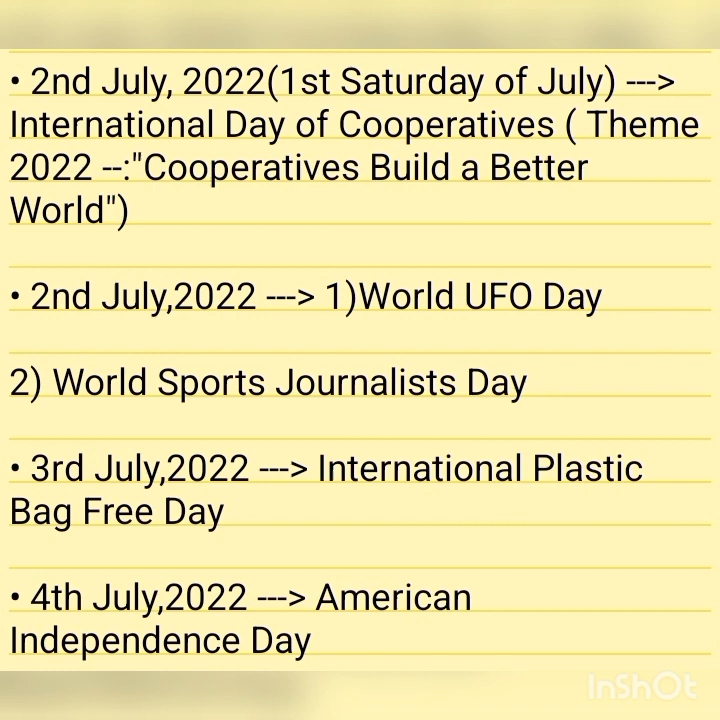 • 2nd July, 2022(1st Saturday of July) --->
International Day of Cooperatives ( Theme
2022 --:"Cooperatives Build a Better
World")
• 2nd July,2022 ---> 1)World UFO Day
2) World Sports Journalists Day
• 3rd July,2022 ---> International Plastic
Bag Free Day
• 4th July,2022 ---> American
Independence Day
InShOt